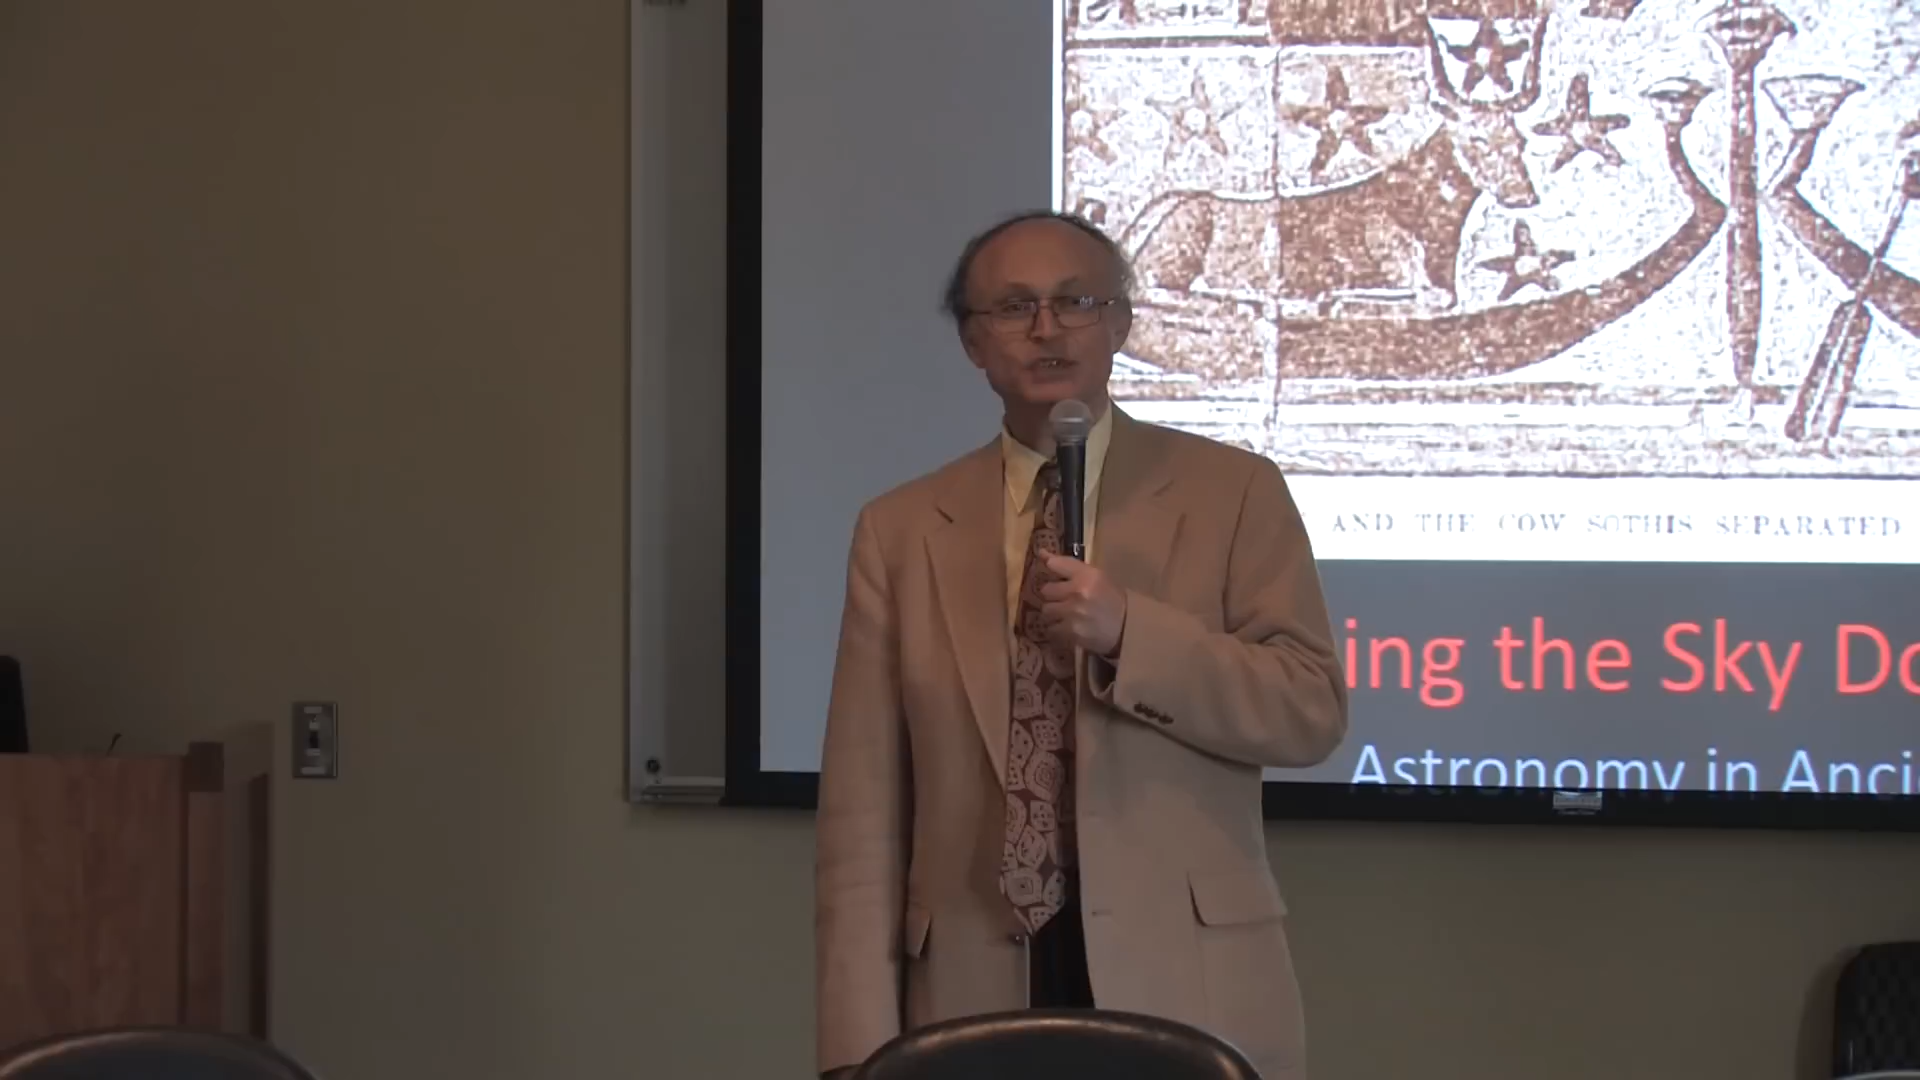 AND THE COW SOTHIS SEPARATED
ing the Sky Do
Astronomy in Anci